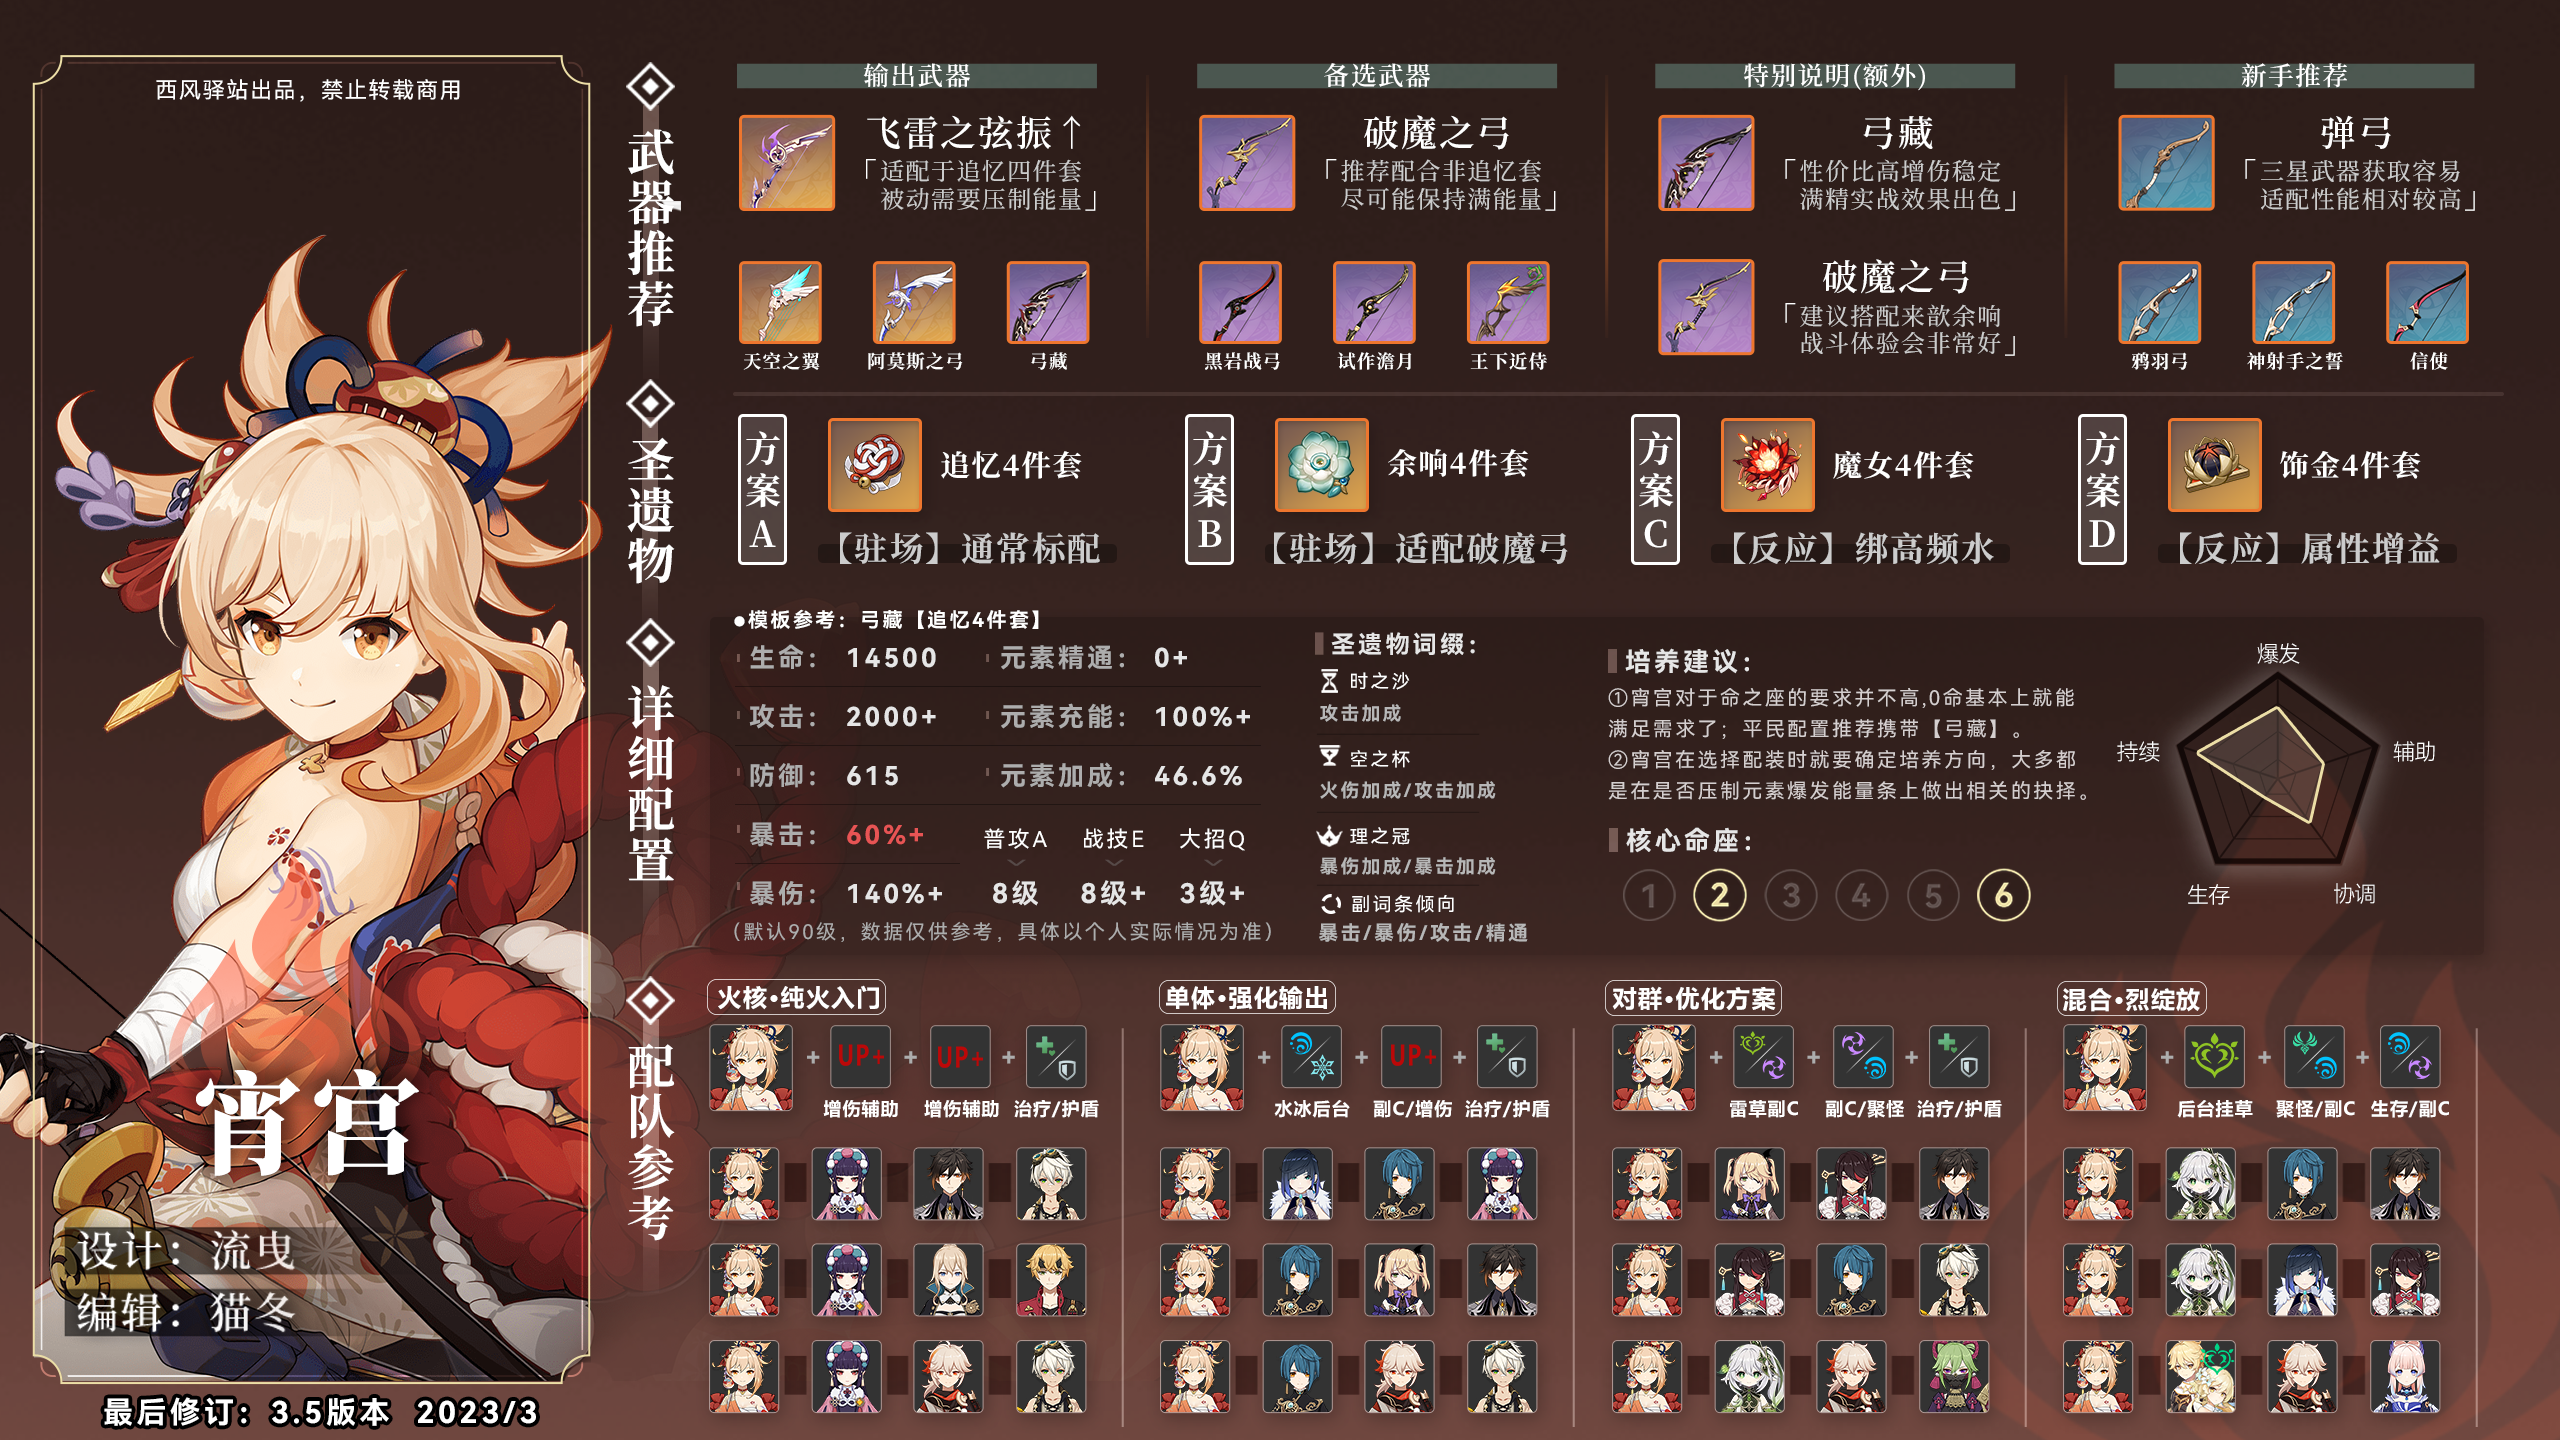 西风驿站出品，禁止转载商用
宵宫
设计：流曳
编辑：猫冬
最后修订：3.5版本 2023/3
武器推荐
输出武器
飞雷之弦振↑
「适配于追忆四件套
被动需要压制能量」
天空之翼
阿莫斯之弓
弓藏
备选武器
破魔之弓
「推荐配合非追忆套
尽可能保持满能量」
黑岩战弓
试作澹月
王下近侍
特别说明(额外)
弓藏
「性价比高增伤稳定
满精实战效果出色」
破魔之弓
「建议搭配来歆余响
战斗体验会非常好」
新手推荐
弹弓
「三星武器获取容易
适配性能相对较高」
鸦羽弓
神射手之誓
信使
圣遗物
方案A
追忆4件套
【驻场】通常标配
方案B
余响4件套
【驻场】适配破魔弓
方案C
魔女4件套
【反应】绑高频水
方案D
饰金4件套
【反应】属性增益
详细配置
●模板参考：弓藏【追忆4件套】
生命：14500 元素精通：0+
攻击：2000+ 元素充能：100%+
防御：615 元素加成：46.6%
暴击：60%+ 普攻A 战技E 大招Q
暴伤：140%+ 8级 8级+ 3级+
(默认90级，数据仅供参考，具体以个人实际情况为准)
圣遗物词缀：
时之沙
攻击加成
空之杯
火伤加成/攻击加成
理之冠
暴伤加成/暴击加成
副词条倾向
暴击/暴伤/攻击/精通
培养建议：
①宵宫对于命之座的要求并不高,0命基本上就能
满足需求了；平民配置推荐携带【弓藏】。
②宵宫在选择配装时就要确定培养方向，大多都
是在是否压制元素爆发能量条上做出相关的抉择。
核心命座：
1 2 3 4 5 6
爆发
持续
辅助
生存
协调
配队参考
火核•纯火入门
+ UP+ + UP+ +
增伤辅助 增伤辅助 治疗/护盾
单体•强化输出
+ + UP+ +
水冰后台 副C/增伤 治疗/护盾
对群•优化方案
+ + +
雷草副C 副C/聚怪 治疗/护盾
混合•烈绽放
+ + +
后台挂草 聚怪/副C 生存/副C